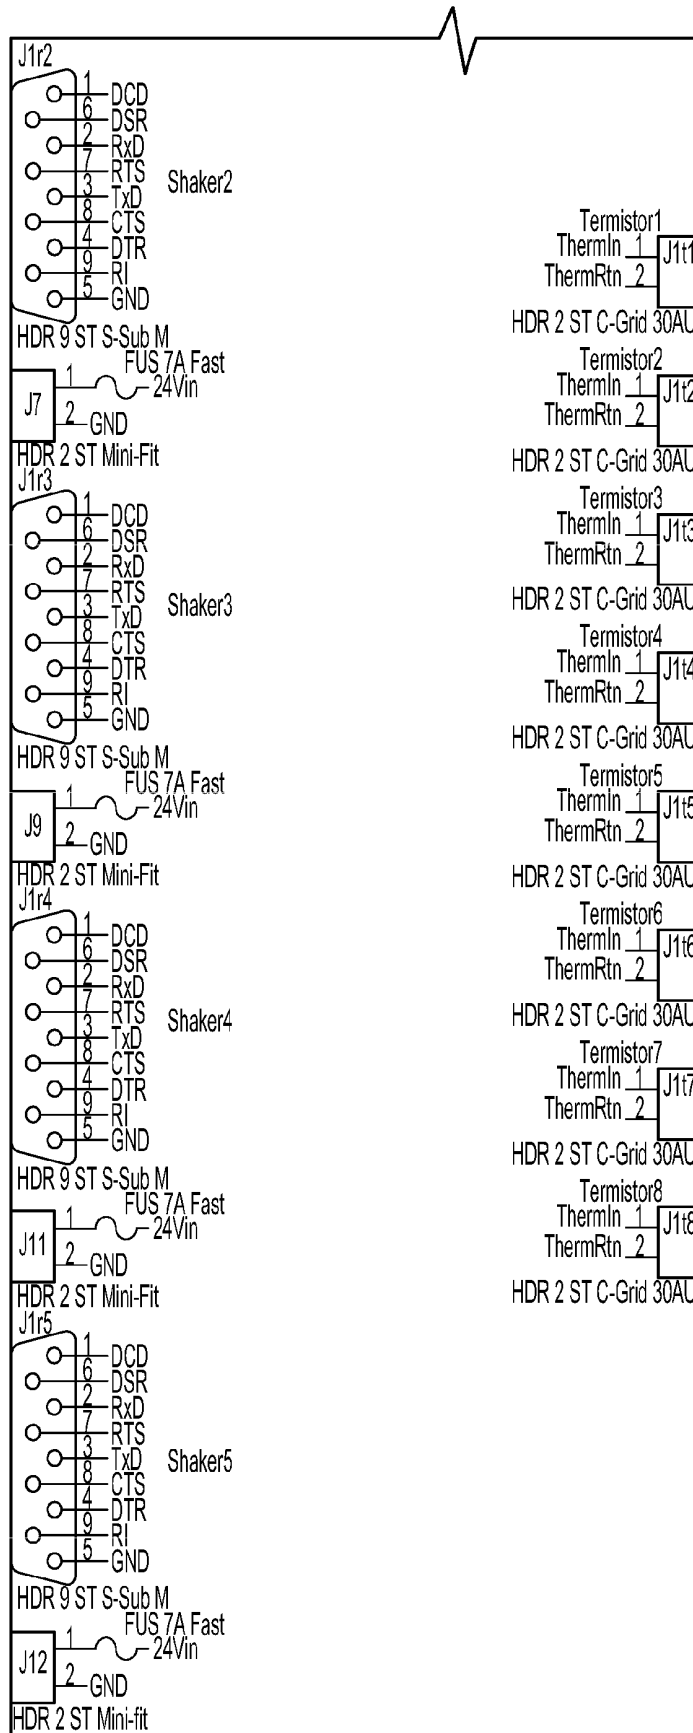 J1r2
1 DCD
6 DSR
2 RxD
7 RTS
3 TxD
8 CTS
4 DTR
9 RI
5 GND
Shaker2
HDR 9 ST S-Sub M
FUS 7A Fast
J7
1 24Vin
2 GND
HDR 2 ST Mini-Fit
J1r3
1 DCD
6 DSR
2 RxD
7 RTS
3 TxD
8 CTS
4 DTR
9 RI
5 GND
Shaker3
HDR 9 ST S-Sub M
FUS 7A Fast
J9
1 24Vin
2 GND
HDR 2 ST Mini-Fit
J1r4
1 DCD
6 DSR
2 RxD
7 RTS
3 TxD
8 CTS
4 DTR
9 RI
5 GND
Shaker4
HDR 9 ST S-Sub M
FUS 7A Fast
J11
1 24Vin
2 GND
HDR 2 ST Mini-Fit
J1r5
1 DCD
6 DSR
2 RxD
7 RTS
3 TxD
8 CTS
4 DTR
9 RI
5 GND
Shaker5
HDR 9 ST S-Sub M
FUS 7A Fast
J12
1 24Vin
2 GND
HDR 2 ST Mini-fit
Termistor1
ThermIn 1 J1t1
ThermRtn 2
HDR 2 ST C-Grid 30AU
Termistor2
ThermIn 1 J1t2
ThermRtn 2
HDR 2 ST C-Grid 30AU
Termistor3
ThermIn 1 J1t3
ThermRtn 2
HDR 2 ST C-Grid 30AU
Termistor4
ThermIn 1 J1t4
ThermRtn 2
HDR 2 ST C-Grid 30AU
Termistor5
ThermIn 1 J1t5
ThermRtn 2
HDR 2 ST C-Grid 30AU
Termistor6
ThermIn 1 J1t6
ThermRtn 2
HDR 2 ST C-Grid 30AU
Termistor7
ThermIn 1 J1t7
ThermRtn 2
HDR 2 ST C-Grid 30AU
Termistor8
ThermIn 1 J1t8
ThermRtn 2
HDR 2 ST C-Grid 30AU